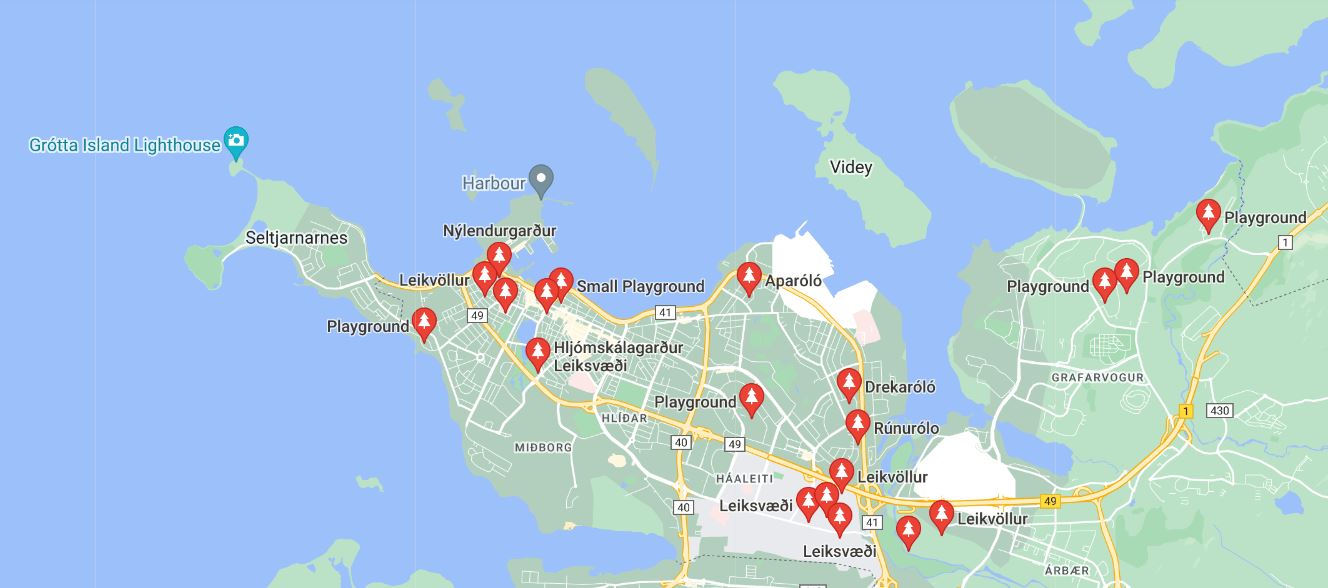 Grótta Island Lighthouse
Videy
Harbour
Playground
Nýlendurgarður
Seltjarnarnes
1
Leikvöllur
Small Playground
Aparóló
Playground
Playground
49
41
Playground
Hljómskálagarður
Leiksvæði
GRAFARVOGUR
Drekaróló
Playground
1
430
HLÍÐAR
Rúnurólo
40
49
MIÐBORG
HÁALEITI
Leikvöllur
49
Leiksvæði
40
41
Leikvöllur
Leiksvæði
ÁRBÆR